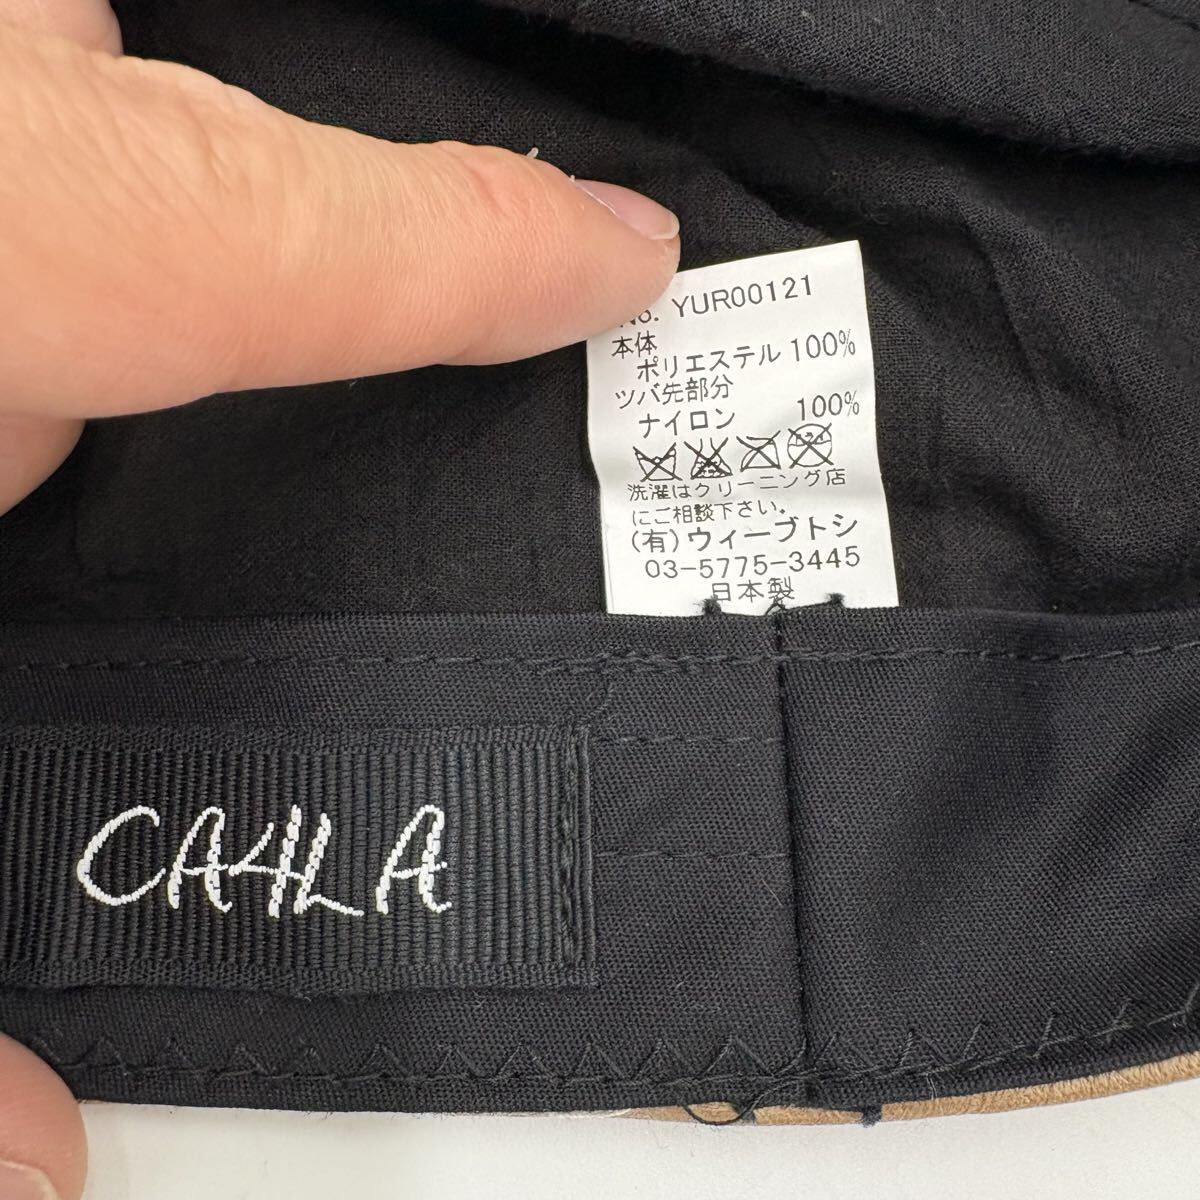 No. YUR00121
本体
ポリエステル 100%
ツバ先部分
ナイロン 100%
洗濯はクリーニング店
にご相談下さい。
(有)ウィーブトシ
03-5775-3445
日本製
CA4LA